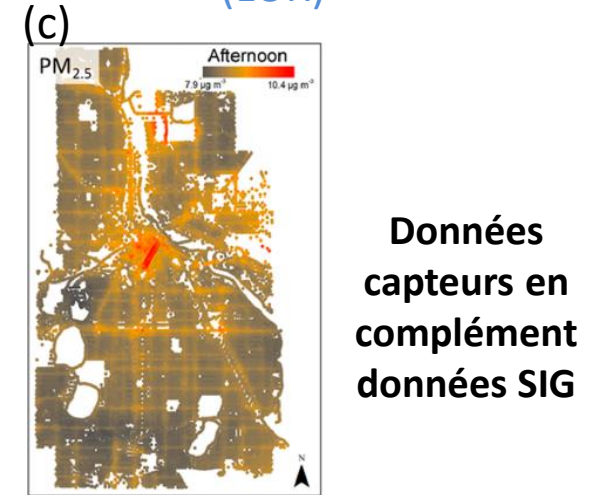 (c)
PM2.5
Afternoon
7.9 µg m-3
10.4 µg m-3
N
Données
capteurs en
complément
données SIG